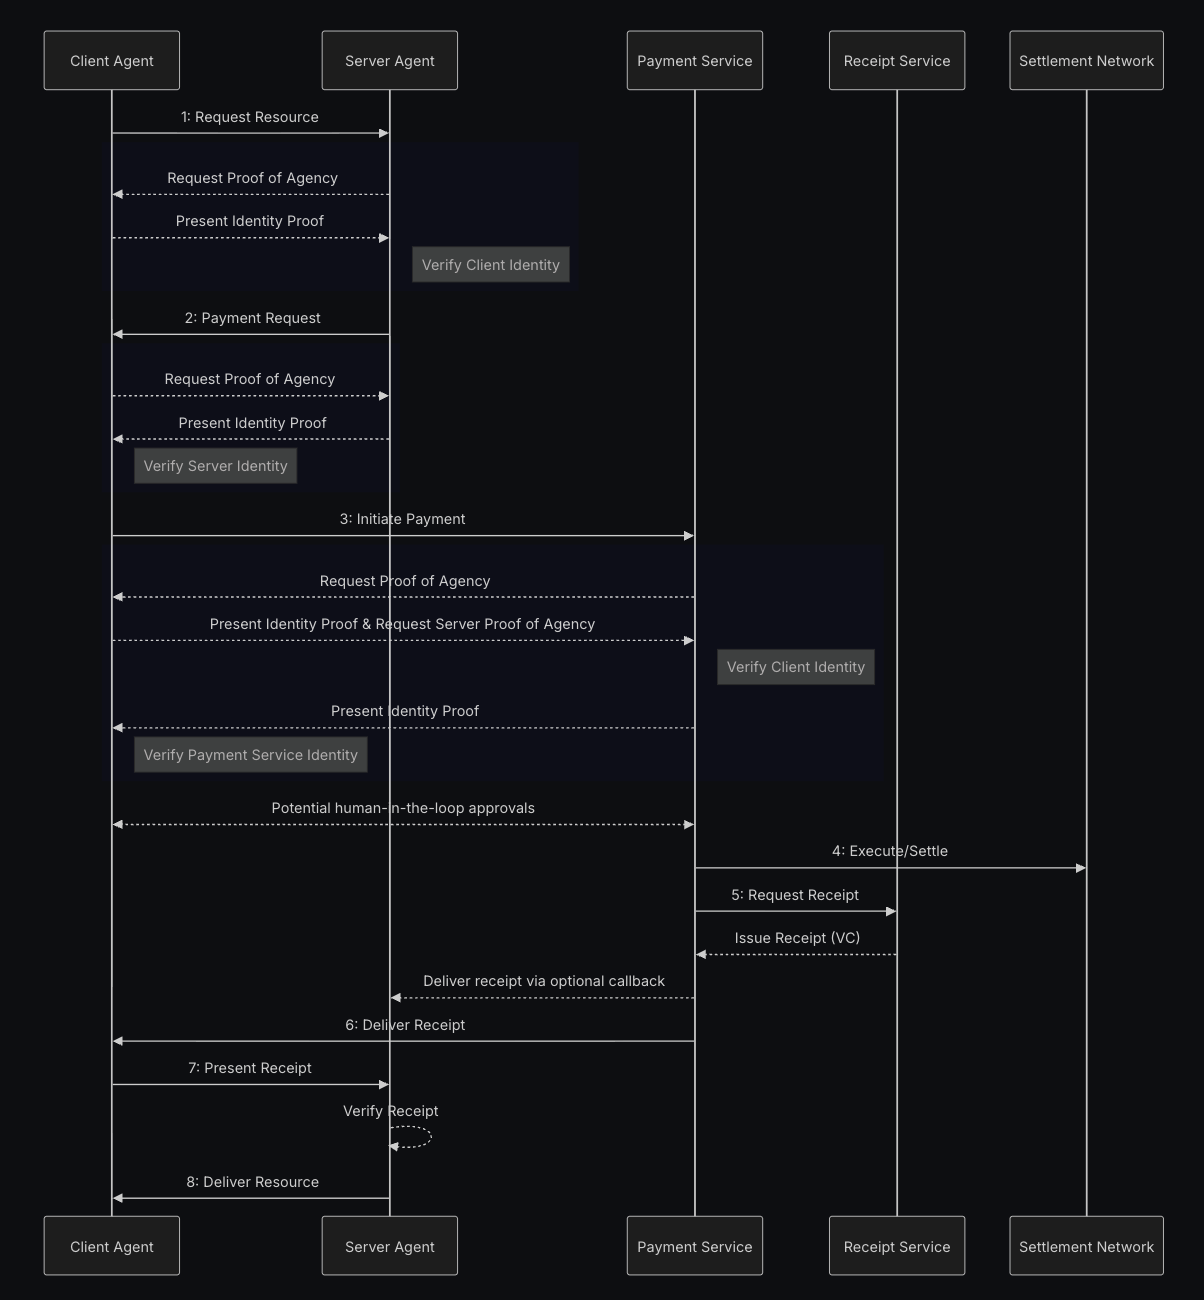 Client Agent
Server Agent
Payment Service
Receipt Service
Settlement Network
1: Request Resource
Request Proof of Agency
Present Identity Proof
Verify Client Identity
2: Payment Request
Request Proof of Agency
Present Identity Proof
Verify Server Identity
3: Initiate Payment
Request Proof of Agency
Present Identity Proof & Request Server Proof of Agency
Verify Client Identity
Present Identity Proof
Verify Payment Service Identity
Potential human-in-the-loop approvals
4: Execute/Settle
5: Request Receipt
Issue Receipt (VC)
Deliver receipt via optional callback
6: Deliver Receipt
7: Present Receipt
Verify Receipt
8: Deliver Resource
Client Agent
Server Agent
Payment Service
Receipt Service
Settlement Network